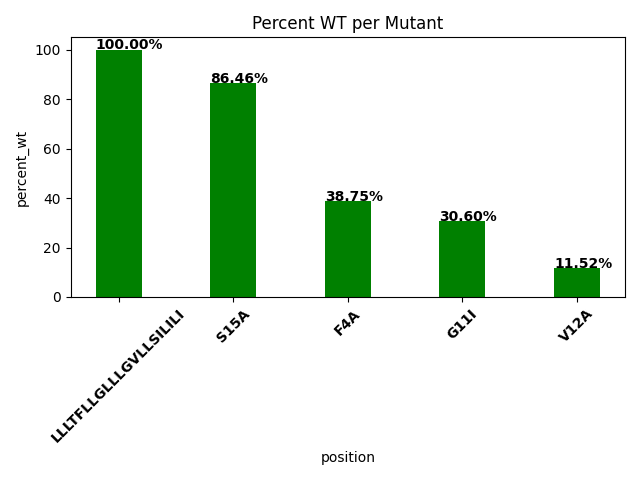 Percent WT per Mutant
percent_wt
100
80
60
40
20
0
100.00%
86.46%
38.75%
30.60%
11.52%
LLLTFLLGLLLGVLLSILILI
S15A
F4A
G11I
V12A
position